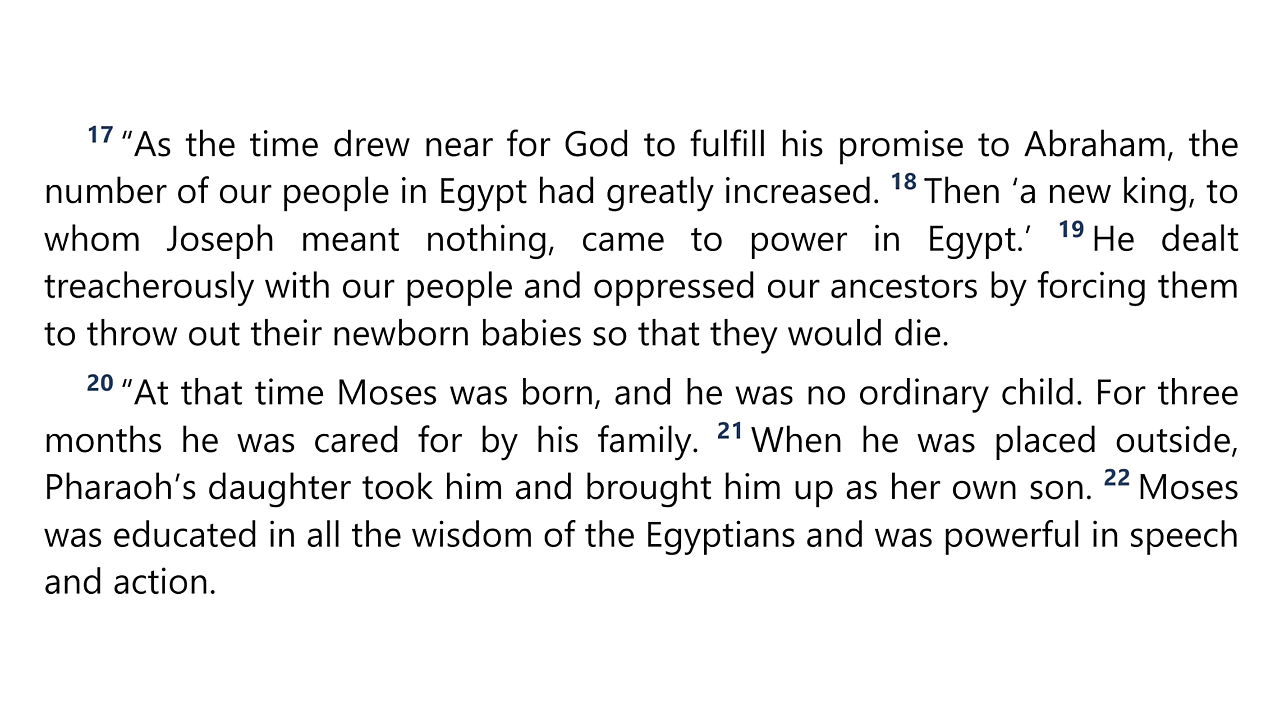 17 “As the time drew near for God to fulfill his promise to Abraham, the
number of our people in Egypt had greatly increased. 18 Then ‘a new king, to
whom Joseph meant nothing, came to power in Egypt.’ 19 He dealt
treacherously with our people and oppressed our ancestors by forcing them
to throw out their newborn babies so that they would die.
20 “At that time Moses was born, and he was no ordinary child. For three
months he was cared for by his family. 21 When he was placed outside,
Pharaoh’s daughter took him and brought him up as her own son. 22 Moses
was educated in all the wisdom of the Egyptians and was powerful in speech
and action.